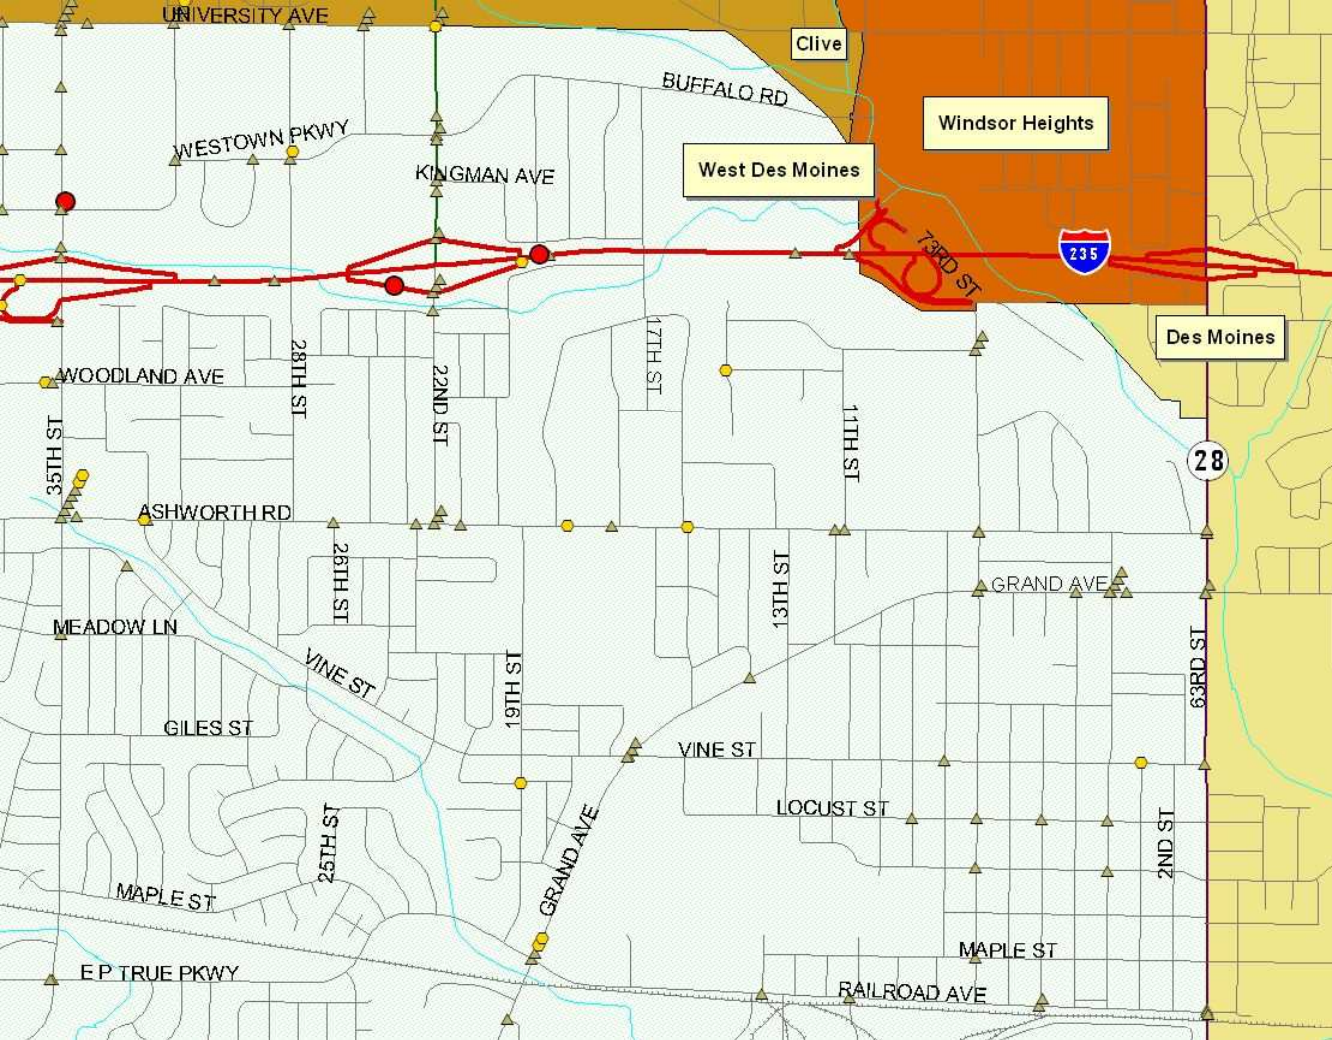 UNIVERSITY AVE
Clive
BUFFALO RD
Windsor Heights
WESTOWN PKWY
West Des Moines
KINGMAN AVE
73RD ST
235
Des Moines
28TH ST
17TH ST
WOODLAND AVE
22ND ST
11TH ST
35TH ST
28
ASHWORTH RD
26TH ST
13TH ST
GRAND AVE
MEADOW LN
VINE ST
19TH ST
63RD ST
GILES ST
VINE ST
LOCUST ST
25TH ST
GRAND AVE
2ND ST
MAPLE ST
MAPLE ST
E P TRUE PKWY
RAILROAD AVE